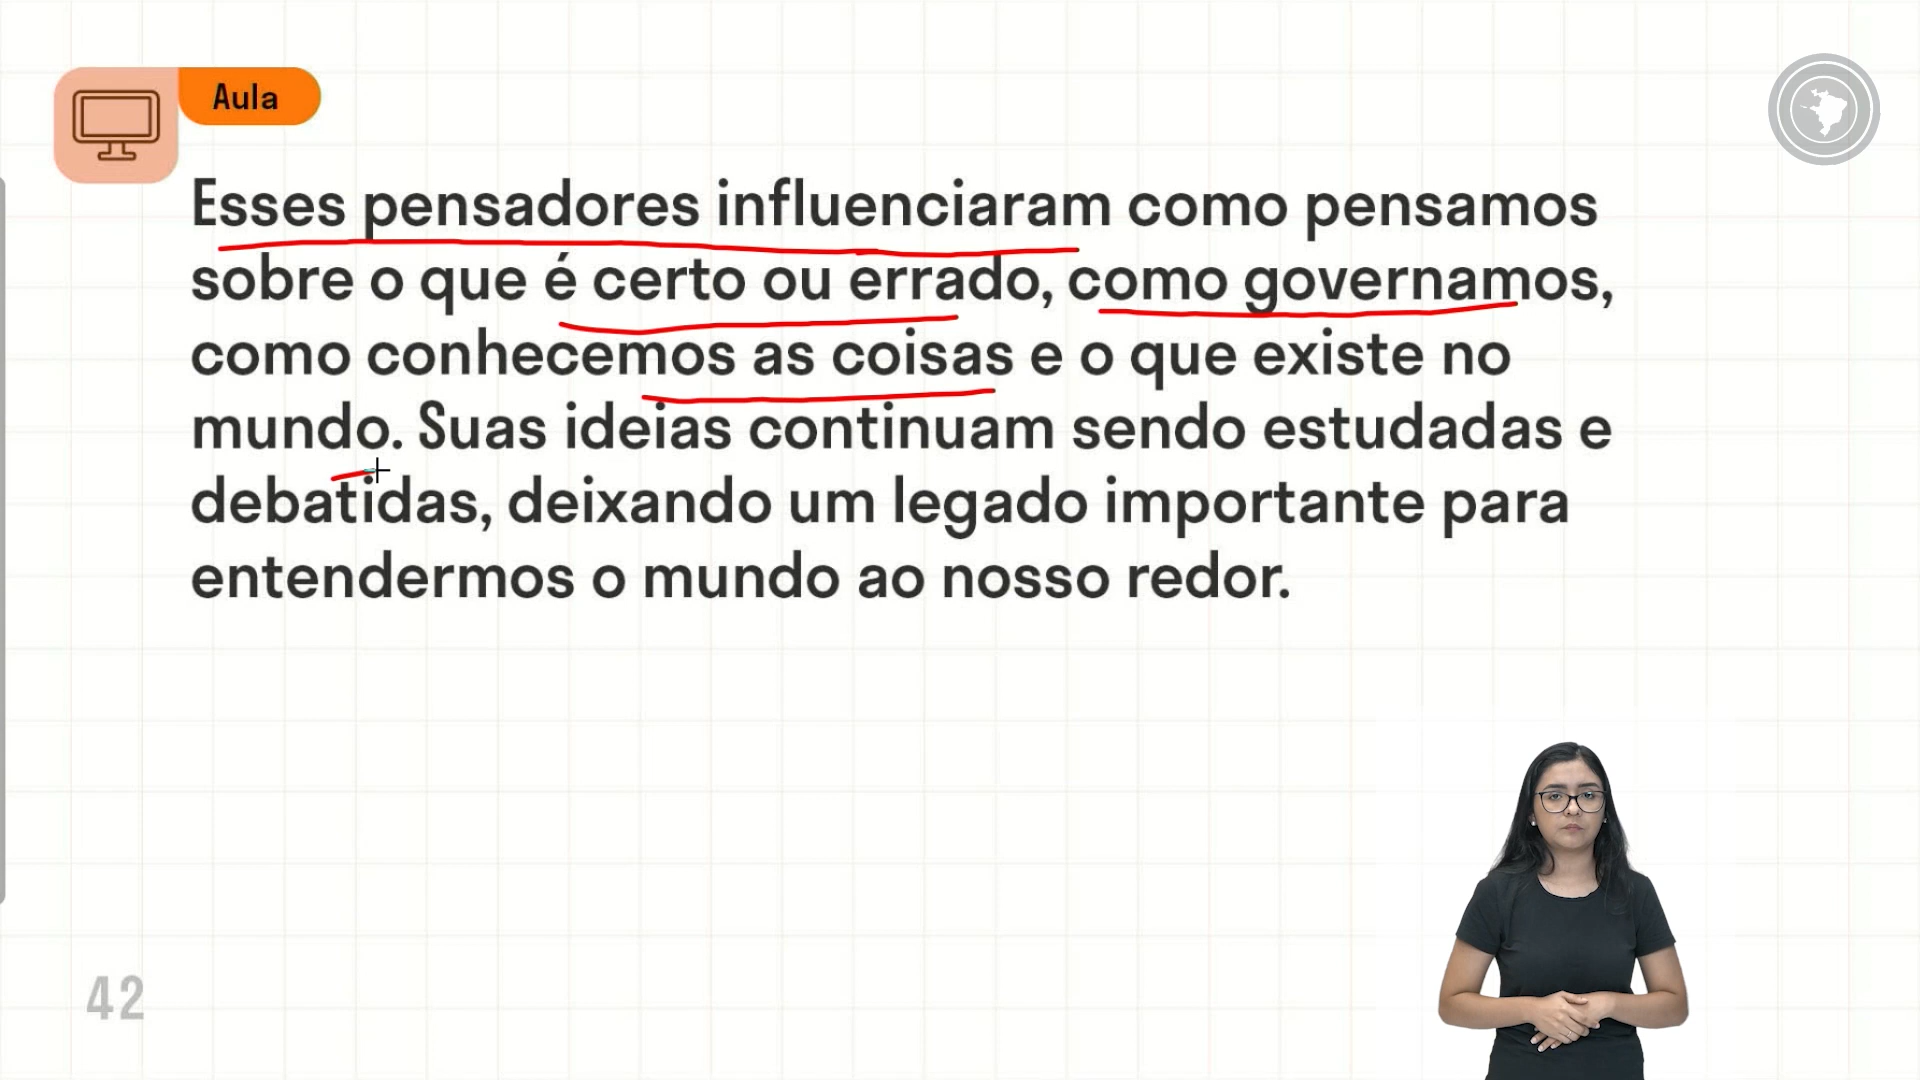 Aula
Esses pensadores influenciaram como pensamos
sobre o que é certo ou errado, como governamos,
como conhecemos as coisas e o que existe no
mundo. Suas ideias continuam sendo estudadas e
debatidas, deixando um legado importante para
entendermos o mundo ao nosso redor.
42